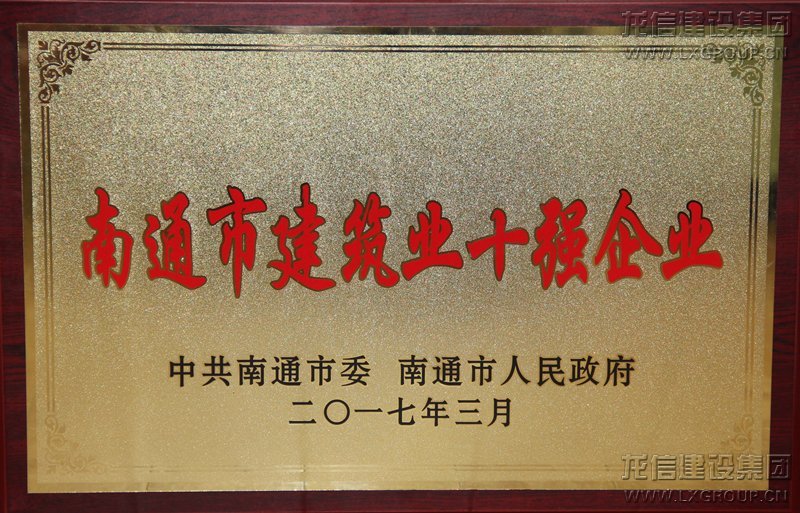 龙信建设集团
WWW.LXGROUP.CN
南通市建筑业十强企业
中共南通市委 南通市人民政府
二〇一七年三月
龙信建设集团
WWW.LXGROUP.CN